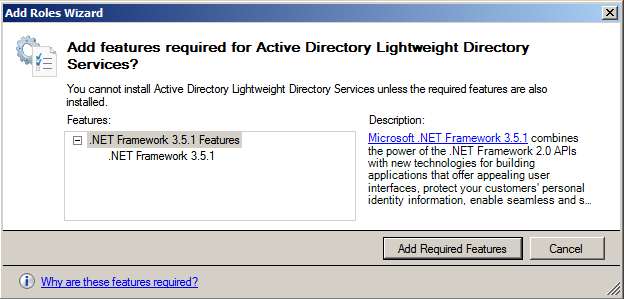 Add Roles Wizard
Add features required for Active Directory Lightweight Directory
Services?
You cannot install Active Directory Lightweight Directory Services unless the required features are also
installed.
Features:
.NET Framework 3.5.1 Features
.NET Framework 3.5.1
Description:
Microsoft .NET Framework 3.5.1 combines
the power of the .NET Framework 2.0 APIs
with new technologies for building
applications that offer appealing user
interfaces, protect your customers' personal
identity information, enable seamless and s...
Add Required Features
Cancel
Why are these features required?